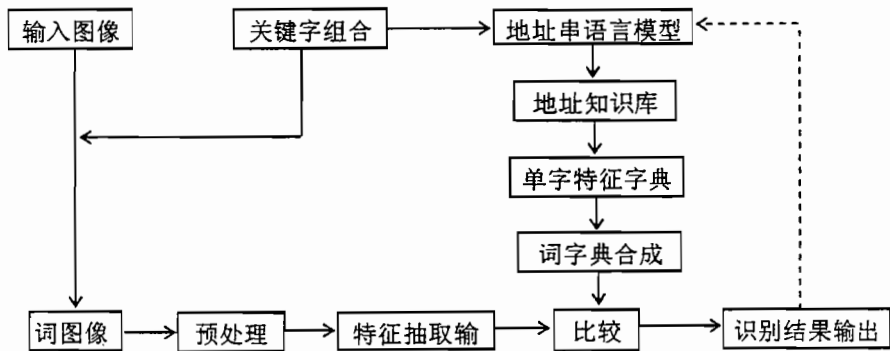 输入图像
关键字组合
地址串语言模型
地址知识库
单字特征字典
词字典合成
词图像
预处理
特征抽取输
比较
识别结果输出